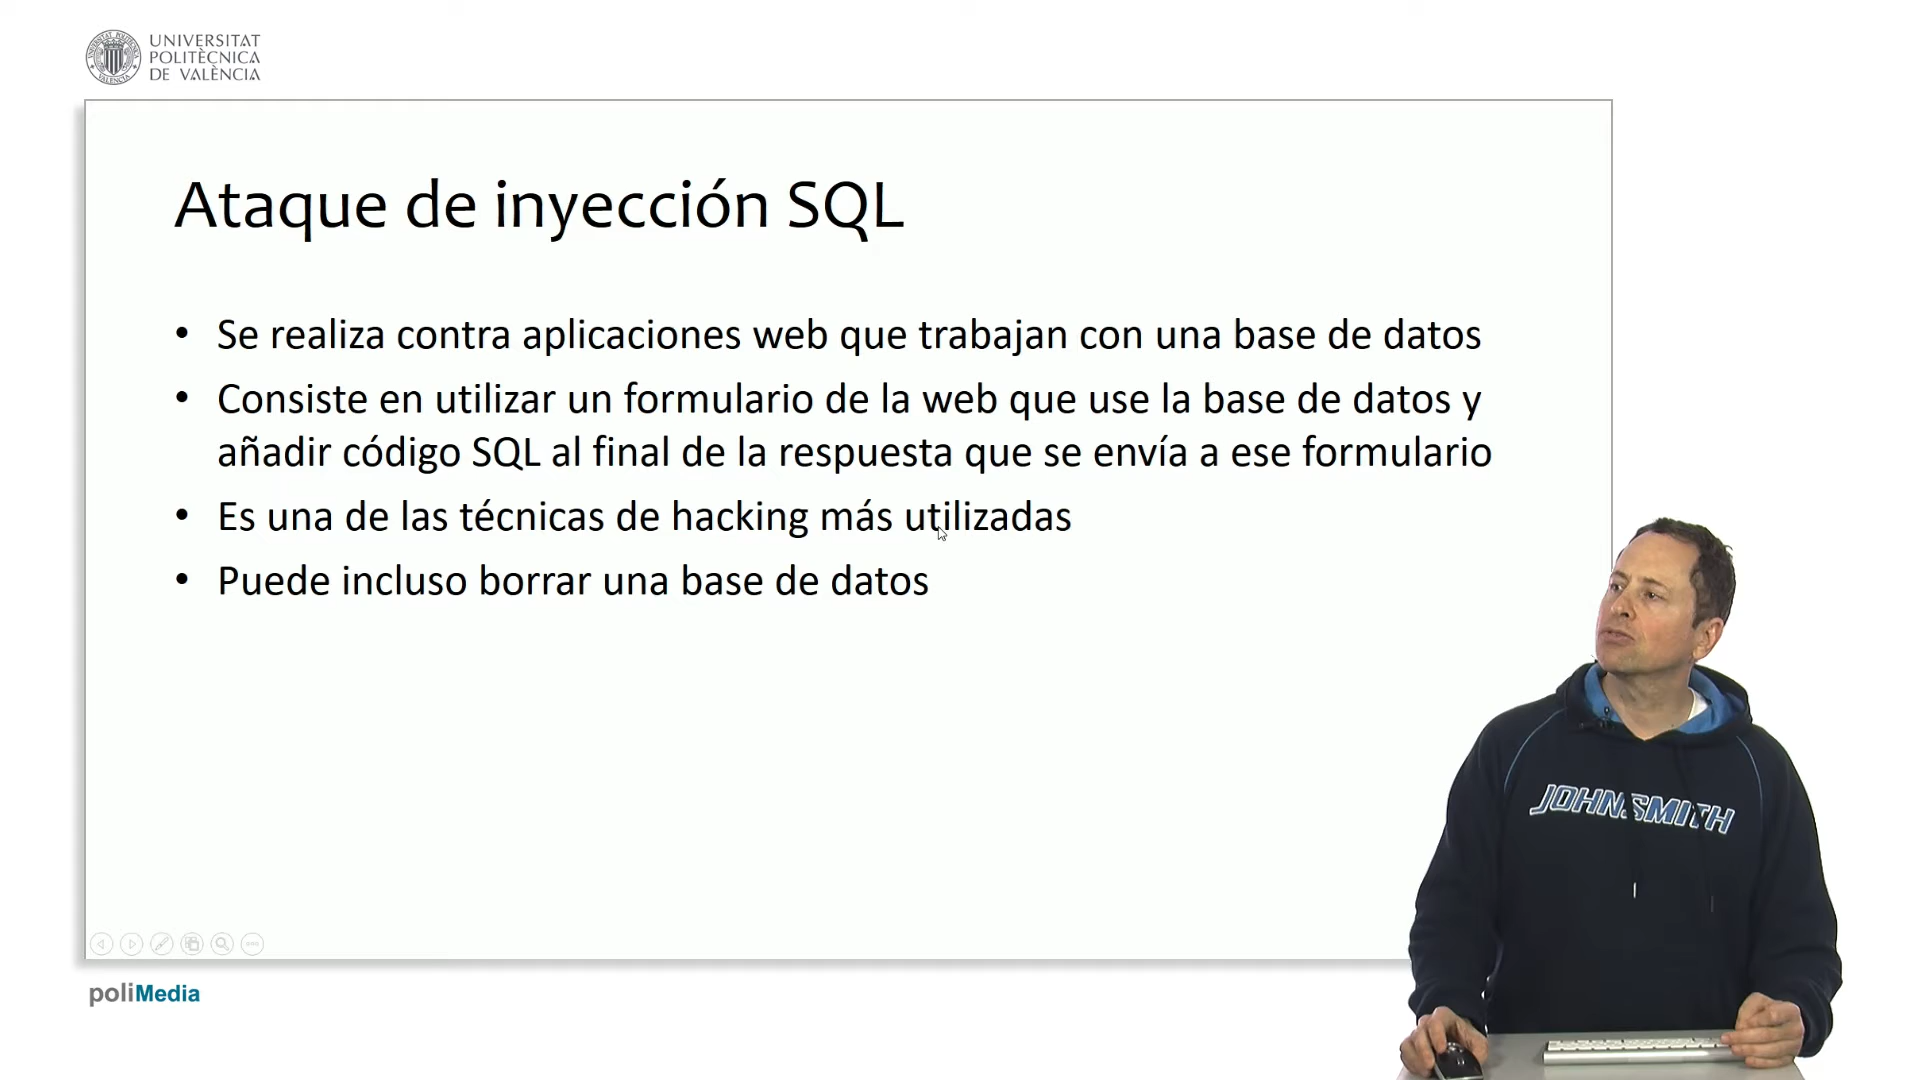 UNIVERSITAT
POLITÈCNICA
DE VALÈNCIA
Ataque de inyección SQL
• Se realiza contra aplicaciones web que trabajan con una base de datos
• Consiste en utilizar un formulario de la web que use la base de datos y
añadir código SQL al final de la respuesta que se envía a ese formulario
• Es una de las técnicas de hacking más utilizadas
• Puede incluso borrar una base de datos
JOHN SMITH
poliMedia